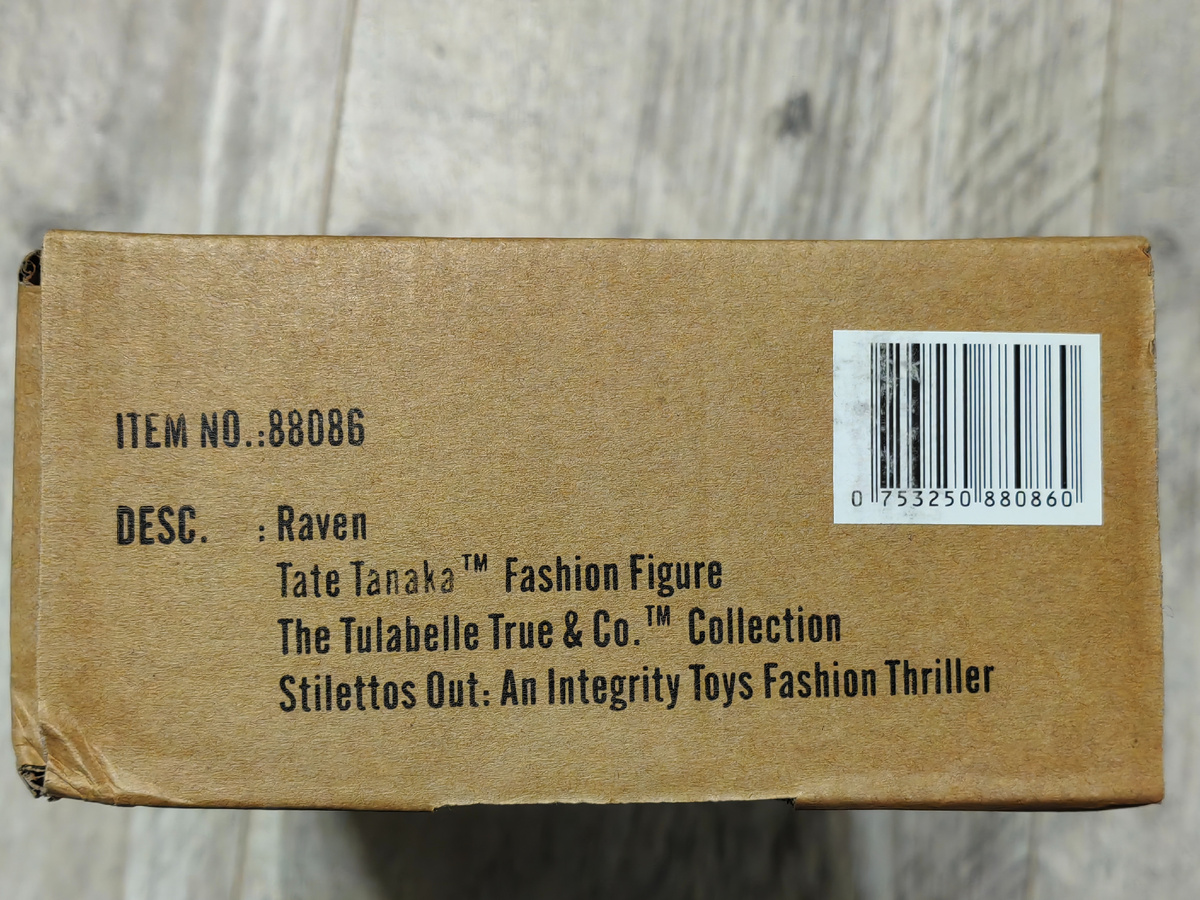 ITEM NO.:88086
DESC. : Raven
Tate Tanaka™ Fashion Figure
The Tulabelle True & Co.™ Collection
Stilettos Out: An Integrity Toys Fashion Thriller
0 753250 880860